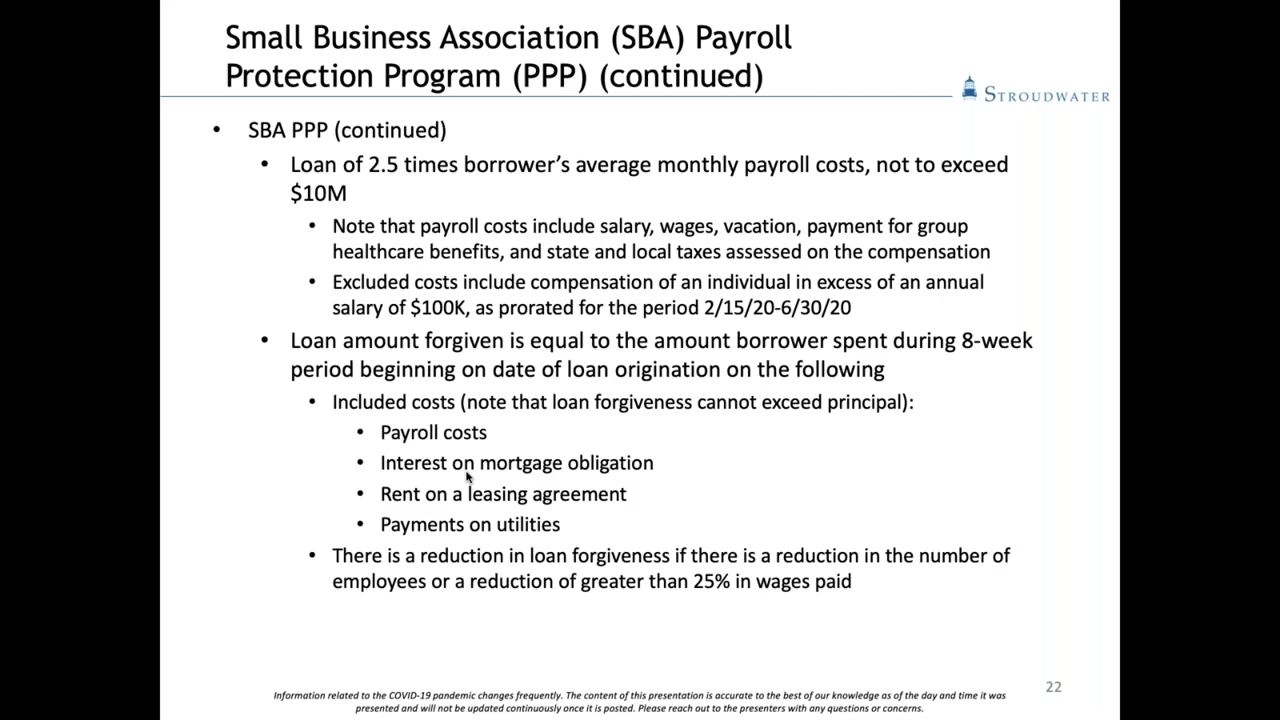 Small Business Association (SBA) Payroll
Protection Program (PPP) (continued)
STROUDWATER
• SBA PPP (continued)
• Loan of 2.5 times borrower’s average monthly payroll costs, not to exceed
$10M
• Note that payroll costs include salary, wages, vacation, payment for group
healthcare benefits, and state and local taxes assessed on the compensation
• Excluded costs include compensation of an individual in excess of an annual
salary of $100K, as prorated for the period 2/15/20-6/30/20
• Loan amount forgiven is equal to the amount borrower spent during 8-week
period beginning on date of loan origination on the following
• Included costs (note that loan forgiveness cannot exceed principal):
• Payroll costs
• Interest on mortgage obligation
• Rent on a leasing agreement
• Payments on utilities
• There is a reduction in loan forgiveness if there is a reduction in the number of
employees or a reduction of greater than 25% in wages paid
22
Information related to the COVID-19 pandemic changes frequently. The content of this presentation is accurate to the best of our knowledge as of the day and time it was
presented and will not be updated continuously once it is posted. Please reach out to the presenters with any questions or concerns.